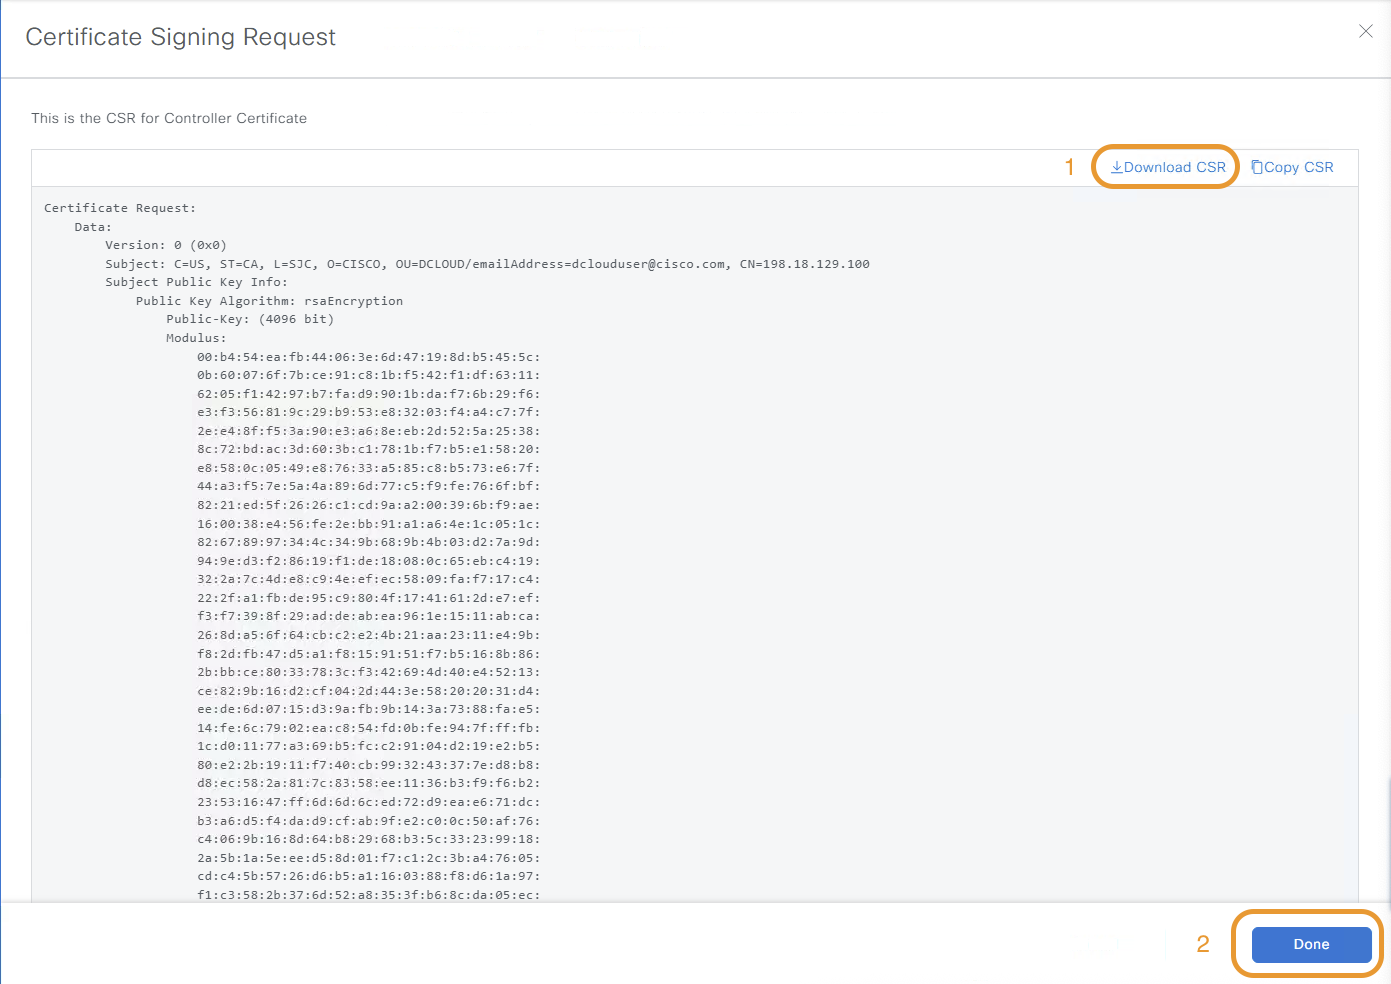 Certificate Signing Request
This is the CSR for Controller Certificate
1 Download CSR Copy CSR
Certificate Request:
    Data:
        Version: 0 (0x0)
        Subject: C=US, ST=CA, L=SJC, O=CISCO, OU=DCLOUD/emailAddress=dclouduser@cisco.com, CN=198.18.129.100
        Subject Public Key Info:
            Public Key Algorithm: rsaEncryption
                Public-Key: (4096 bit)
                Modulus:
                    00:b4:54:ea:fb:44:06:3e:6d:47:19:8d:b5:45:5c:
                    0b:60:07:6f:7b:ce:91:c8:1b:f5:42:f1:df:63:11:
                    62:05:f1:42:97:b7:fa:d9:90:1b:da:f7:6b:29:f6:
                    e3:f3:56:81:9c:29:b9:53:e8:32:03:f4:a4:c7:7f:
                    2e:e4:8f:f5:3a:90:e3:a6:8e:eb:2d:52:5a:25:38:
                    8c:72:bd:ac:3d:60:3b:c1:78:1b:f7:b5:e1:58:20:
                    e8:58:0c:05:49:e8:76:33:a5:85:c8:b5:73:e6:7f:
                    44:a3:f5:7e:5a:4a:89:6d:77:c5:f9:fe:76:6f:bf:
                    82:21:ed:5f:26:26:c1:cd:9a:a2:00:39:6b:f9:ae:
                    16:00:38:e4:56:fe:2e:bb:91:a1:a6:4e:1c:05:1c:
                    82:67:89:97:34:4c:34:9b:68:9b:4b:03:d2:7a:9d:
                    94:9e:d3:f2:86:19:f1:de:18:08:0c:65:eb:c4:19:
                    32:2a:7c:4d:e8:c9:4e:ef:ec:58:09:fa:f7:17:c4:
                    22:2f:a1:fb:de:95:c9:80:4f:17:41:61:2d:e7:ef:
                    f3:f7:39:8f:29:ad:de:ab:ea:96:1e:15:11:ab:ca:
                    26:8d:a5:6f:64:cb:c2:e2:4b:21:aa:23:11:e4:9b:
                    f8:2d:fb:47:d5:a1:f8:15:91:51:f7:b5:16:8b:86:
                    2b:bb:ce:80:33:78:3c:f3:42:69:4d:40:e4:52:13:
                    ce:82:9b:16:d2:cf:04:2d:44:3e:58:20:20:31:d4:
                    ee:de:6d:07:15:d3:9a:fb:9b:14:3a:73:88:fa:e5:
                    14:fe:6c:79:02:ea:c8:54:fd:0b:fe:94:7f:ff:fb:
                    1c:d0:11:77:a3:69:b5:fc:c2:91:04:d2:19:e2:b5:
                    80:e2:2b:19:11:f7:40:cb:99:32:43:37:7e:d8:b8:
                    d8:ec:58:2a:81:7c:83:58:ee:11:36:b3:f9:f6:b2:
                    23:53:16:47:ff:6d:6d:6c:ed:72:d9:ea:e6:71:dc:
                    b3:a6:d5:f4:da:d9:cf:ab:9f:e2:c0:0c:50:af:76:
                    c4:06:9b:16:8d:64:b8:29:68:b3:5c:33:23:99:18:
                    2a:5b:1a:5e:ee:d5:8d:01:f7:c1:2c:3b:a4:76:05:
                    cd:c4:5b:57:26:d6:b5:a1:16:03:88:f8:d6:1a:97:
                    f1:c3:58:2b:37:6d:52:a8:35:3f:b6:8c:da:05:ec:
2 Done